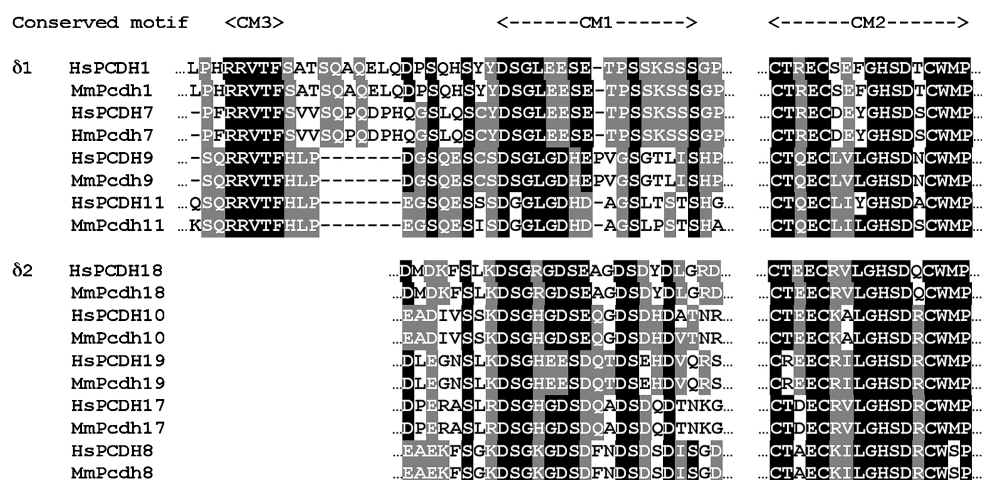 Conserved motif <CM3> <------CM1------> <------CM2------>
δ1 HsPCDH1 …LPHRRVTFSATSQAQELQDPSQHSYYDSGLEESE-TPSSKSSSGP… …CTRECSEFGHSDTCWMP…
MmPcdh1 …LPHRRVTFSATSQAQELQDPSQHSYYDSGLEESE-TPSSKSSSGP… …CTRECSEFGHSDTCWMP…
HsPCDH7 …-PFRRVTFSVVSQPQDPHQGSLQSCYDSGLEESE-TPSSKSSSGP… …CTRECDEYGHSDSCWMP…
HmPcdh7 …-PFRRVTFSVVSQPQDPHQGSLQSCYDSGLEESE-TPSSKSSSGP… …CTRECDEYGHSDSCWMP…
HsPCDH9 …-SQRRVTFHLP-------DGSQESCSDSGLGDHEPVGSGTLISHP… …CTQECLVLGHSDNCWMP…
MmPcdh9 …-SQRRVTFHLP-------DGSQESCSDSGLGDHEPVGSGTLISHP… …CTQECLVLGHSDNCWMP…
HsPCDH11 …QSQRRVTFHLP-------EGSQESSSDGGLGDHD-AGSLTSTSHG… …CTQECLIYGHSDACWMP…
MmPcdh11 …KSQRRVTFHLP-------EGSQESISDGGLGDHD-AGSLPSTSHA… …CTQECLILGHSDSCWMP…
δ2 HsPCDH18 …DMDKFSLKDSGRGDSEAGDSDYDLGRD… …CTEECRVLGHSDQCWMP…
MmPcdh18 …DMDKFSLKDSGRGDSEAGDSDYDLGRD… …CTEECRVLGHSDQCWMP…
HsPCDH10 …EADIVSSKDSGHGDSEQGDSDHDATNR… …CTEECKALGHSDRCWMP…
MmPcdh10 …EADIVSSKDSGHGDSEQGDSDHDVTNR… …CTEECKALGHSDRCWMP…
HsPCDH19 …DLEGNSLKDSGHEESDQTDSEHDVQRS… …CREECRILGHSDRCWMP…
MmPcdh19 …DLEGNSLKDSGHEESDQTDSEHDVQRS… …CREECRILGHSDRCWMP…
HsPCDH17 …DPERASLRDSGHGDSDQADSDQDTNKG… …CTDECRVLGHSDRCWMP…
MmPcdh17 …DPERASLRDSGHGDSDQADSDQDTNKG… …CTDECRVLGHSDRCWMP…
HsPCDH8 …EAEKFSGKDSGKGDSDFNDSDSDISGD… …CTAECKILGHSDRCWSP…
MmPcdh8 …EAEKFSGKDSGKGDSDFNDSDSDISGD… …CTAECKILGHSDRCWSP…